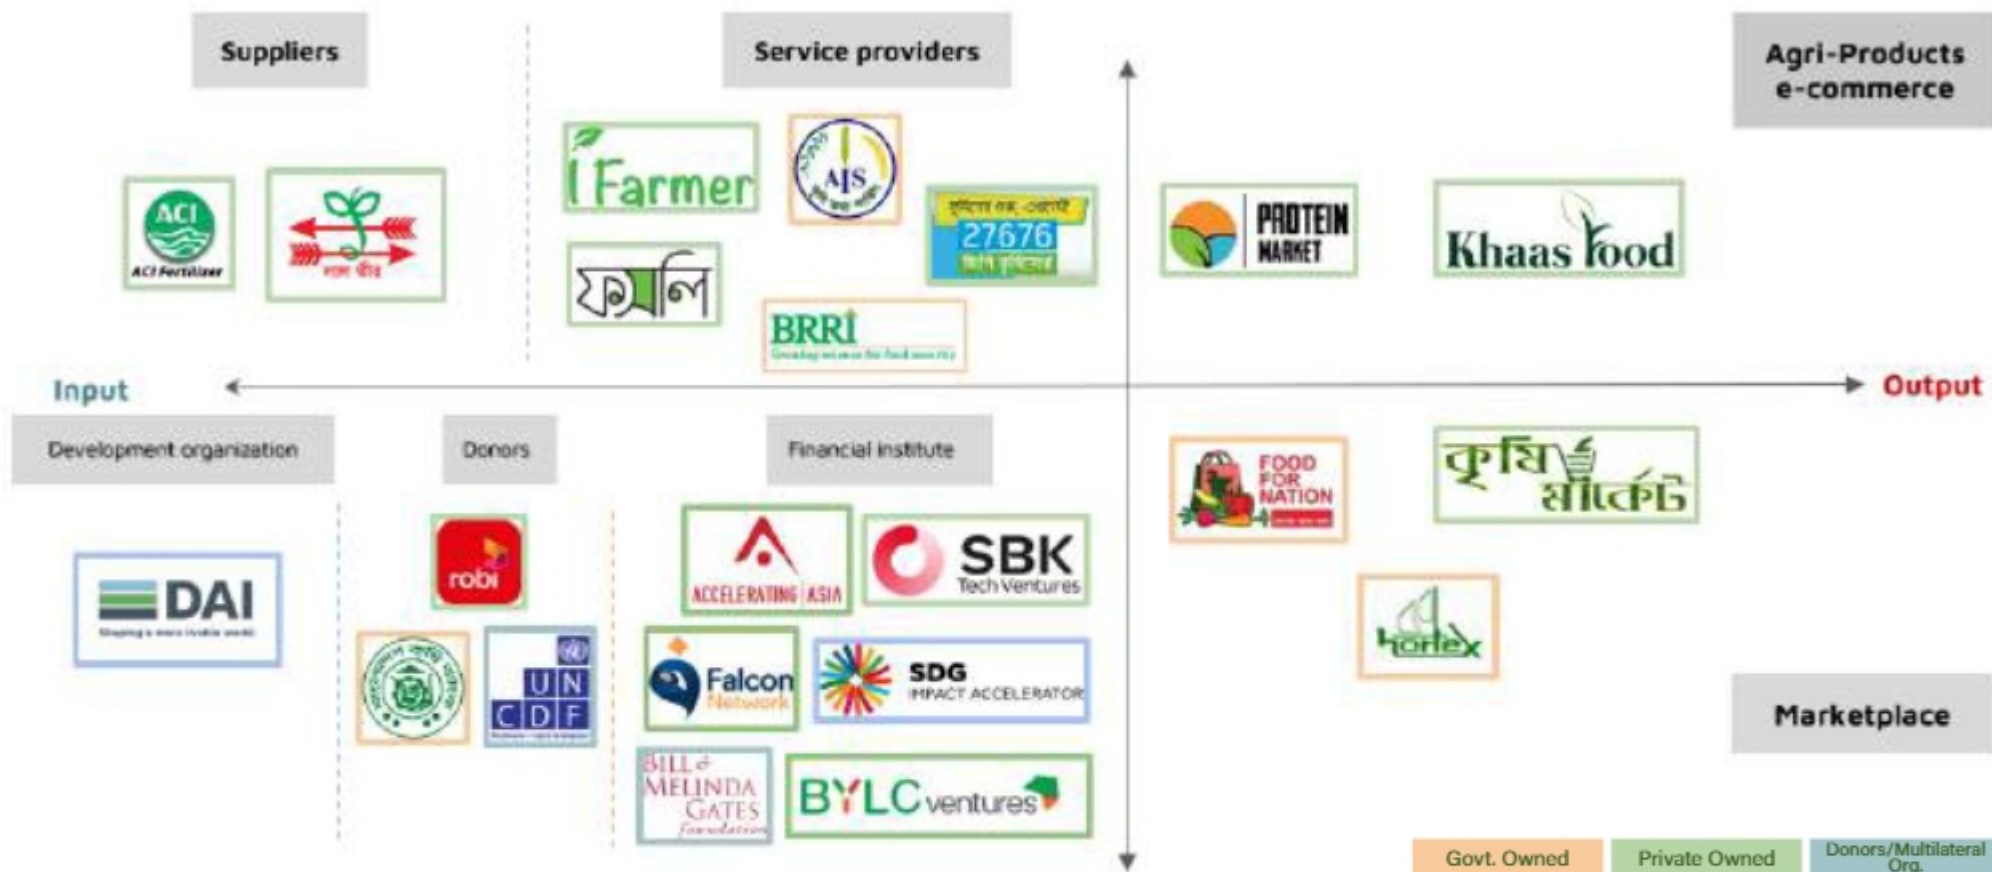 Suppliers
Service providers
Agri-Products
e-commerce
ACI
ACI Fertilizer
লাল তীর
iFarmer
AIS
27676
PROTEIN
MARKET
Khaas Food
ফসলি
BRRI
Input
Output
Development organization
Donors
Financial institute
DAI
robi
UN
CDF
ACCELERATING ASIA
SBK
Tech Ventures
Falcon
Network
SDG
IMPACT ACCELERATOR
BILL &
MELINDA
GATES
foundation
BYLC ventures
FOOD
FOR
NATION
কৃষি
মার্কেট
hortex
Marketplace
Govt. Owned
Private Owned
Donors/Multilateral
Org.